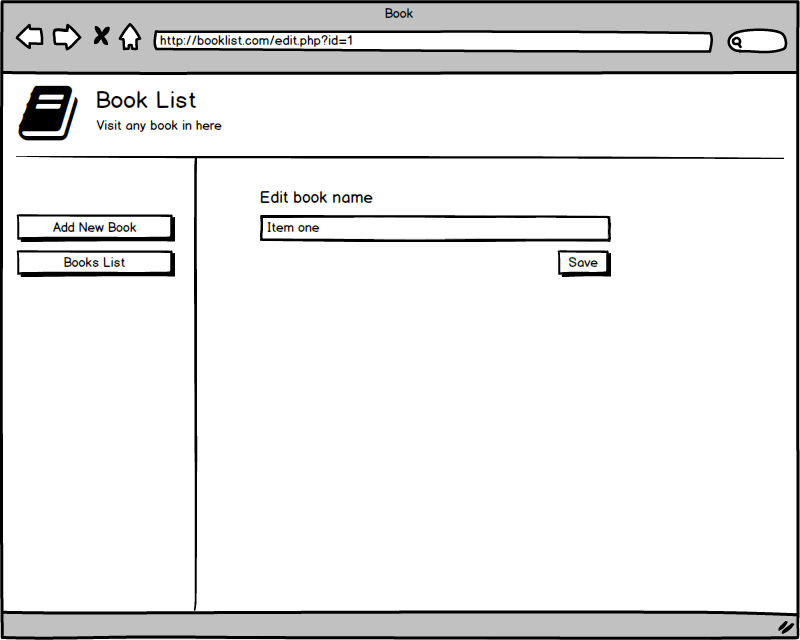 Book
http://booklist.com/edit.php?id=1
Book List
Visit any book in here
Edit book name
Add New Book
Item one
Books List
Save